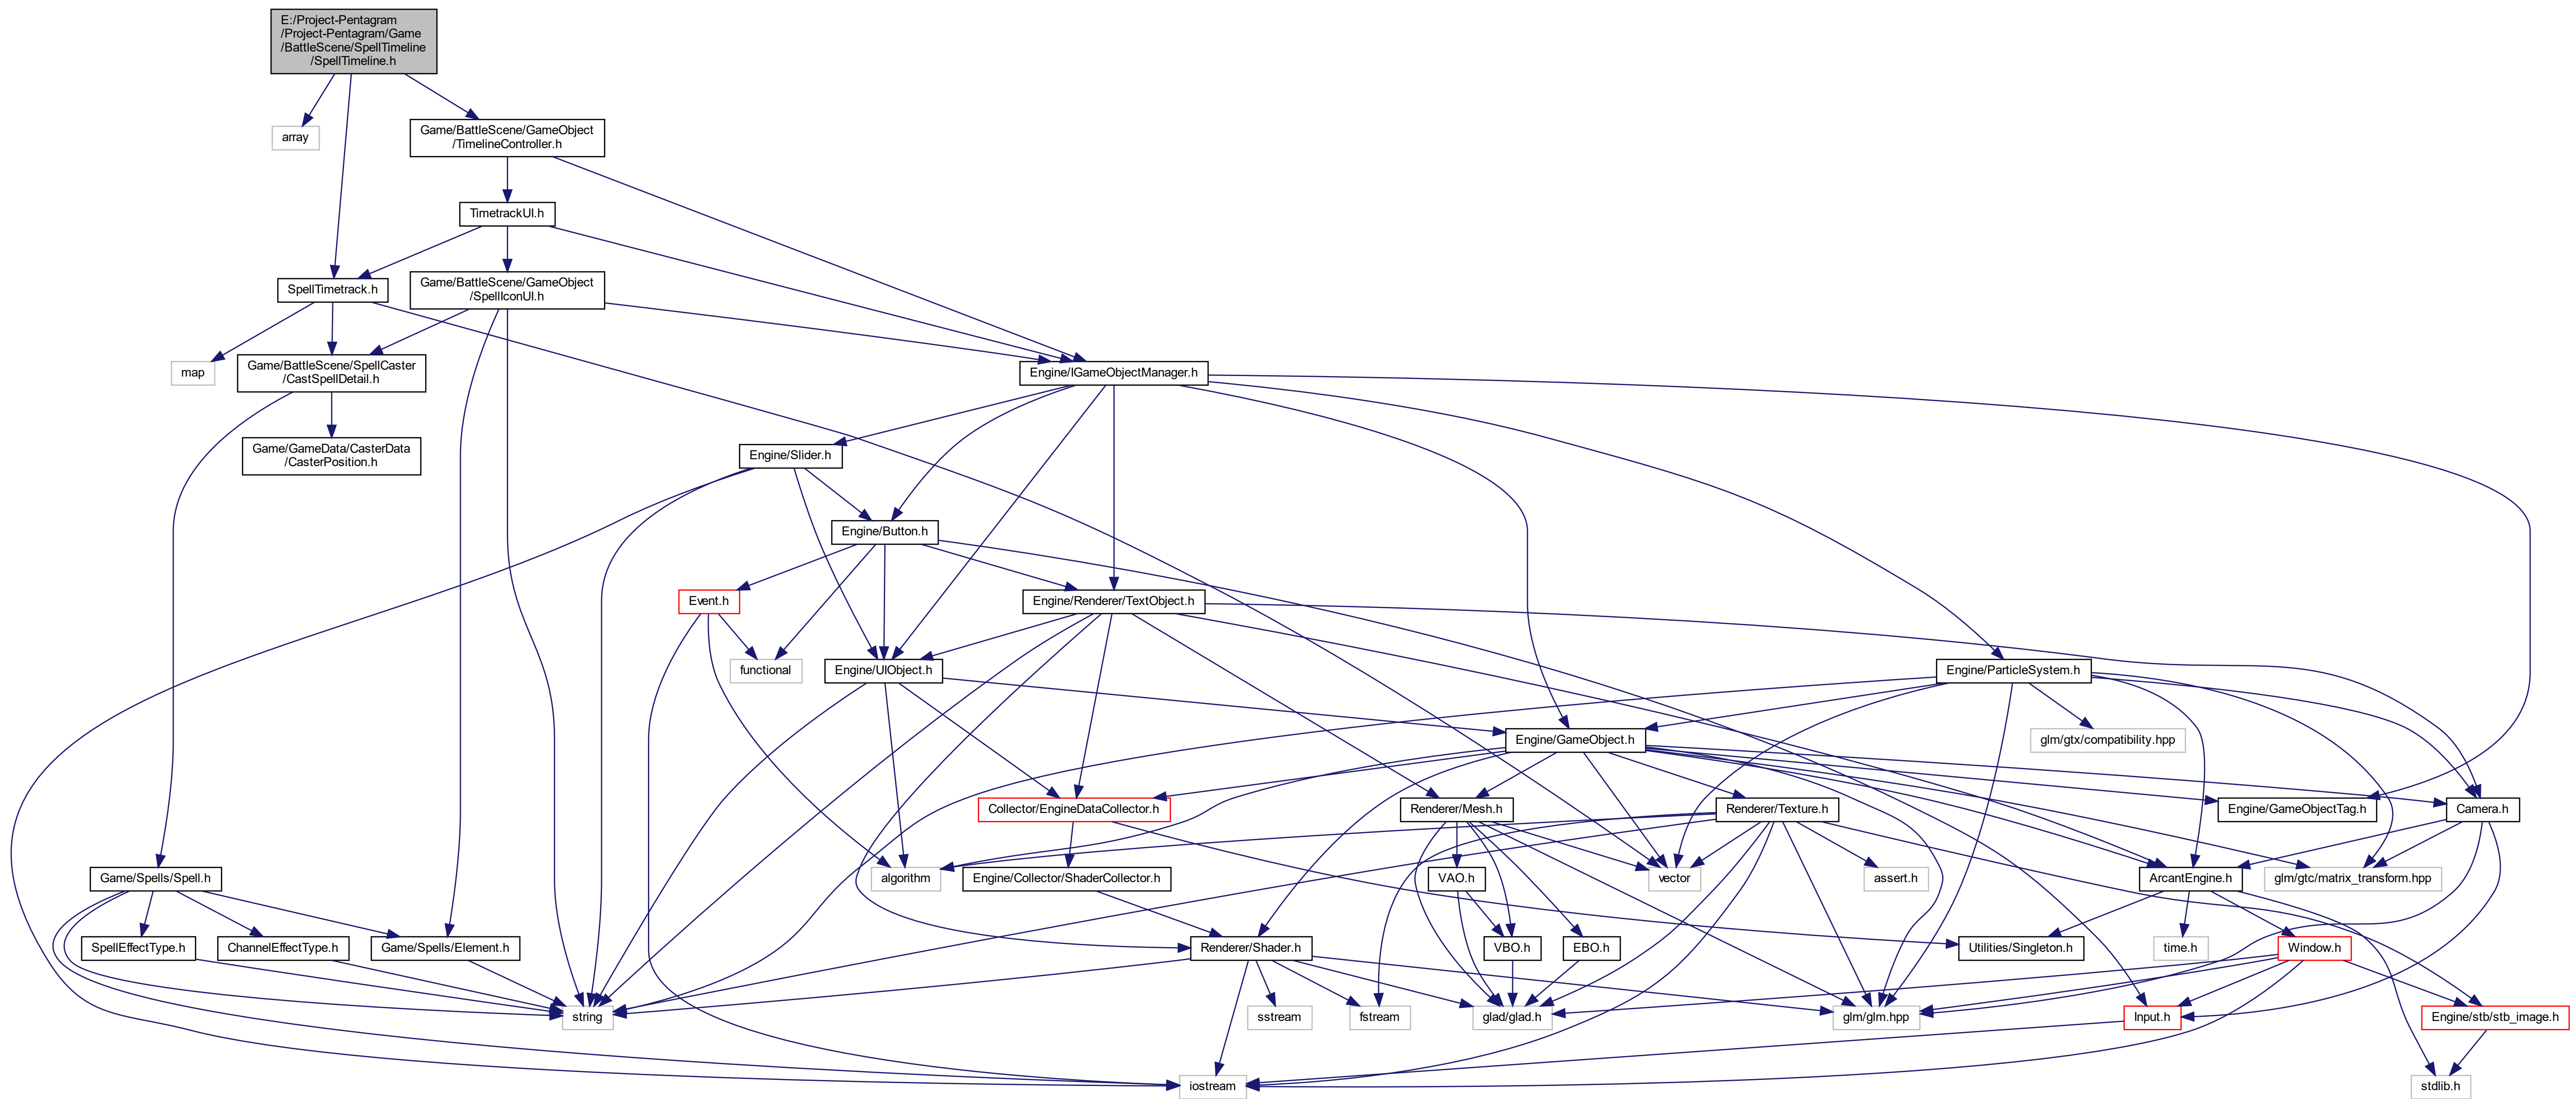 E:/Project-Pentagram
/Project-Pentagram/Game
/BattleScene/SpellTimeline
/SpellTimeline.h
array
Game/BattleScene/GameObject
/TimelineController.h
TimetrackUI.h
SpellTimetrack.h
Game/BattleScene/GameObject
/SpellIconUI.h
map
Game/BattleScene/SpellCaster
/CastSpellDetail.h
Engine/IGameObjectManager.h
Game/GameData/CasterData
/CasterPosition.h
Engine/Slider.h
Engine/Button.h
Event.h
Engine/Renderer/TextObject.h
functional
Engine/UIObject.h
Engine/ParticleSystem.h
Engine/GameObject.h
glm/gtx/compatibility.hpp
Collector/EngineDataCollector.h
Renderer/Mesh.h
Renderer/Texture.h
Engine/GameObjectTag.h
Camera.h
Game/Spells/Spell.h
algorithm
Engine/Collector/ShaderCollector.h
VAO.h
vector
assert.h
ArcantEngine.h
glm/gtc/matrix_transform.hpp
SpellEffectType.h
ChannelEffectType.h
Game/Spells/Element.h
Renderer/Shader.h
VBO.h
EBO.h
Utilities/Singleton.h
time.h
Window.h
string
sstream
fstream
glad/glad.h
glm/glm.hpp
Input.h
Engine/stb/stb_image.h
iostream
stdlib.h